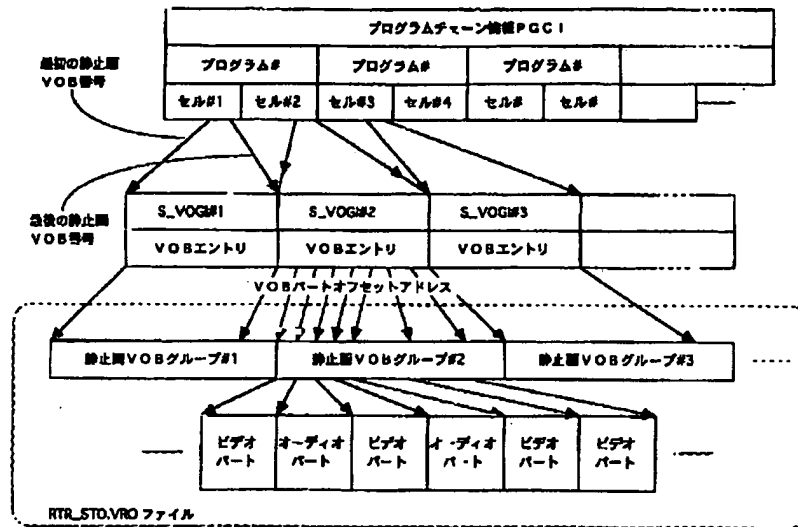 プログラムチェーン情報PGCI
最初の静止画
VOB番号
プログラム# プログラム# プログラム#
セル#1 セル#2 セル#3 セル#4 セル# セル#
最後の静止画
VOB番号
S_VOGI#1 S_VOGI#2 S_VOGI#3
VOBエントリ VOBエントリ VOBエントリ
VOBパートオフセットアドレス
静止画VOBグループ#1 静止画VOBグループ#2 静止画VOBグループ#3
ビデオ オーディオ ビデオ オーディオ ビデオ ビデオ
パート パート パート パート パート パート
RTR_STO.VRO ファイル